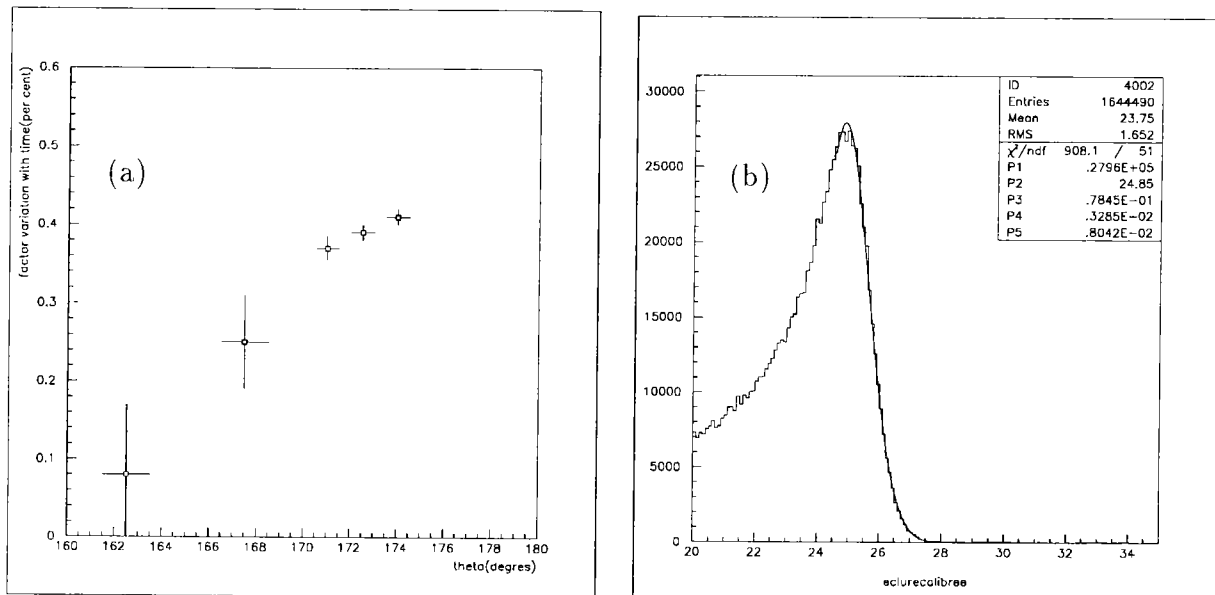 factor variation with time(per cent)
0.6
0.5
0.4
0.3
0.2
0.1
0
(a)
160 162 164 166 168 170 172 174 176 178 180
theta(degres)
30000
25000
20000
15000
10000
5000
0
(b)
ID 4002
Entries 1644490
Mean 23.75
RMS 1.652
χ²/ndf 908.1 / 51
P1 .2796E+05
P2 24.85
P3 .7845E-01
P4 .3285E-02
P5 .8042E-02
20 22 24 26 28 30 32 34
eclurecalibree